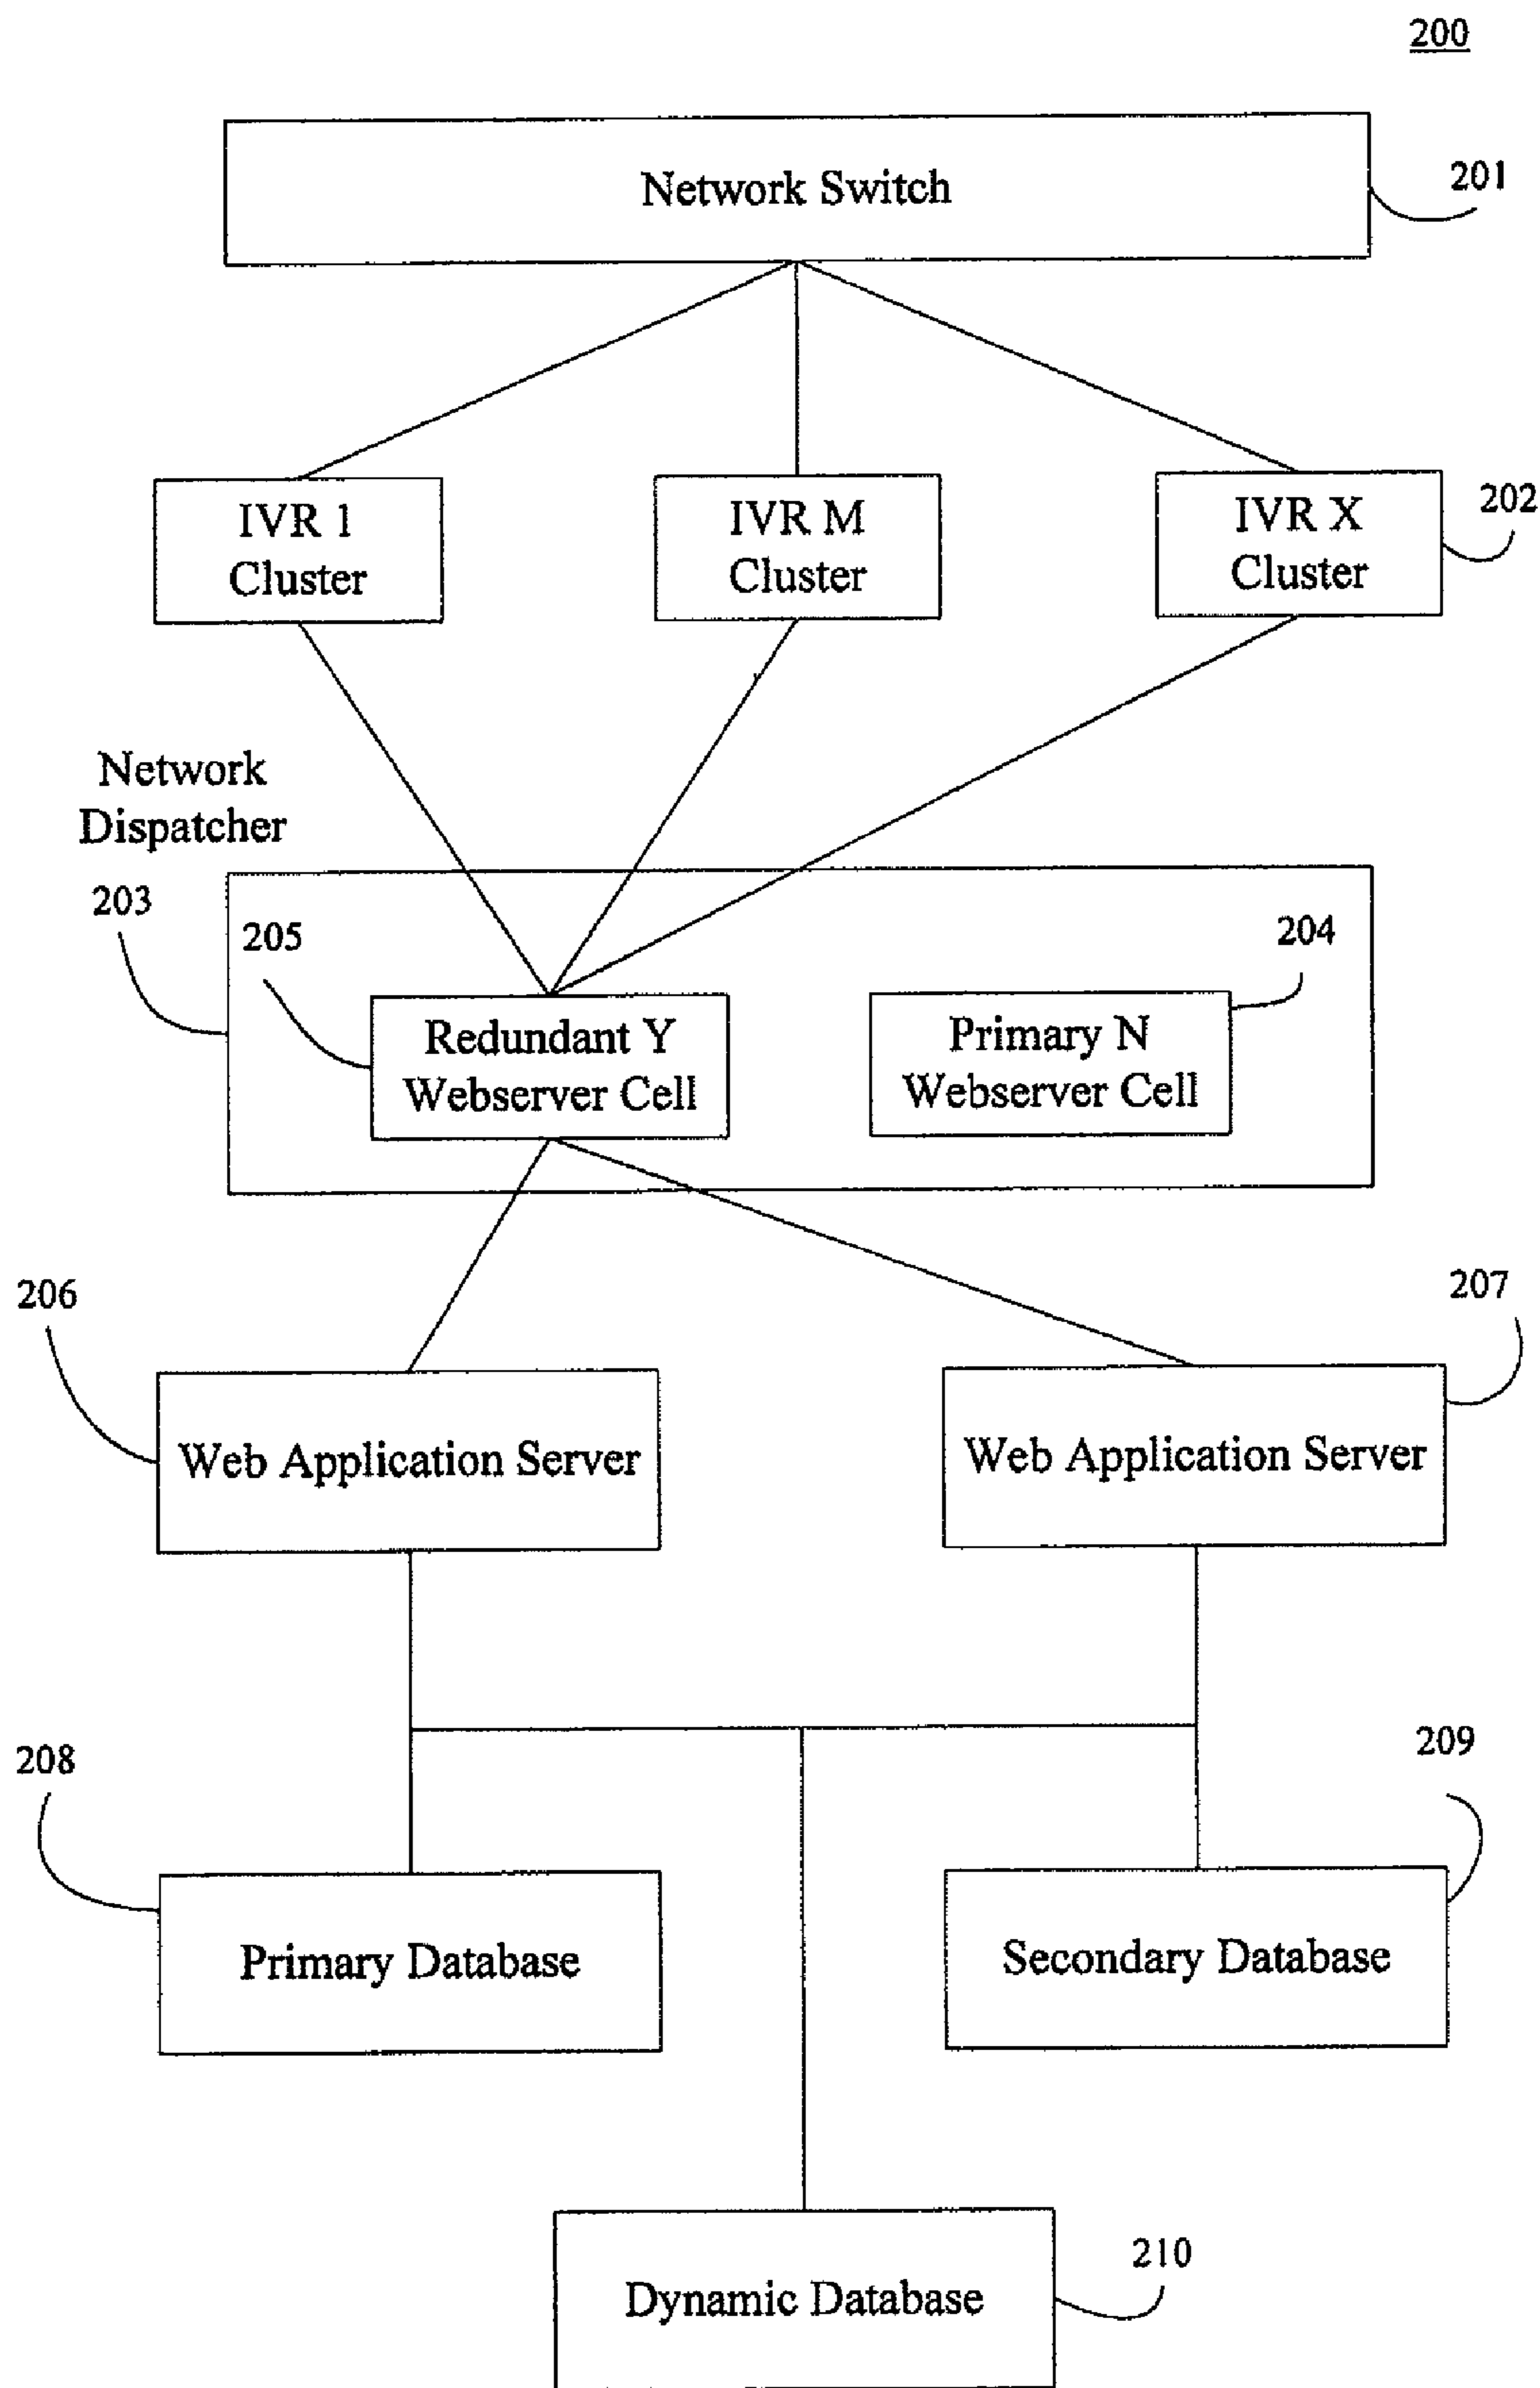 200
Network Switch
201
IVR 1
Cluster
IVR M
Cluster
IVR X
Cluster
202
Network
Dispatcher
203
205
204
Redundant Y
Webserver Cell
Primary N
Webserver Cell
206
207
Web Application Server
Web Application Server
208
209
Primary Database
Secondary Database
210
Dynamic Database